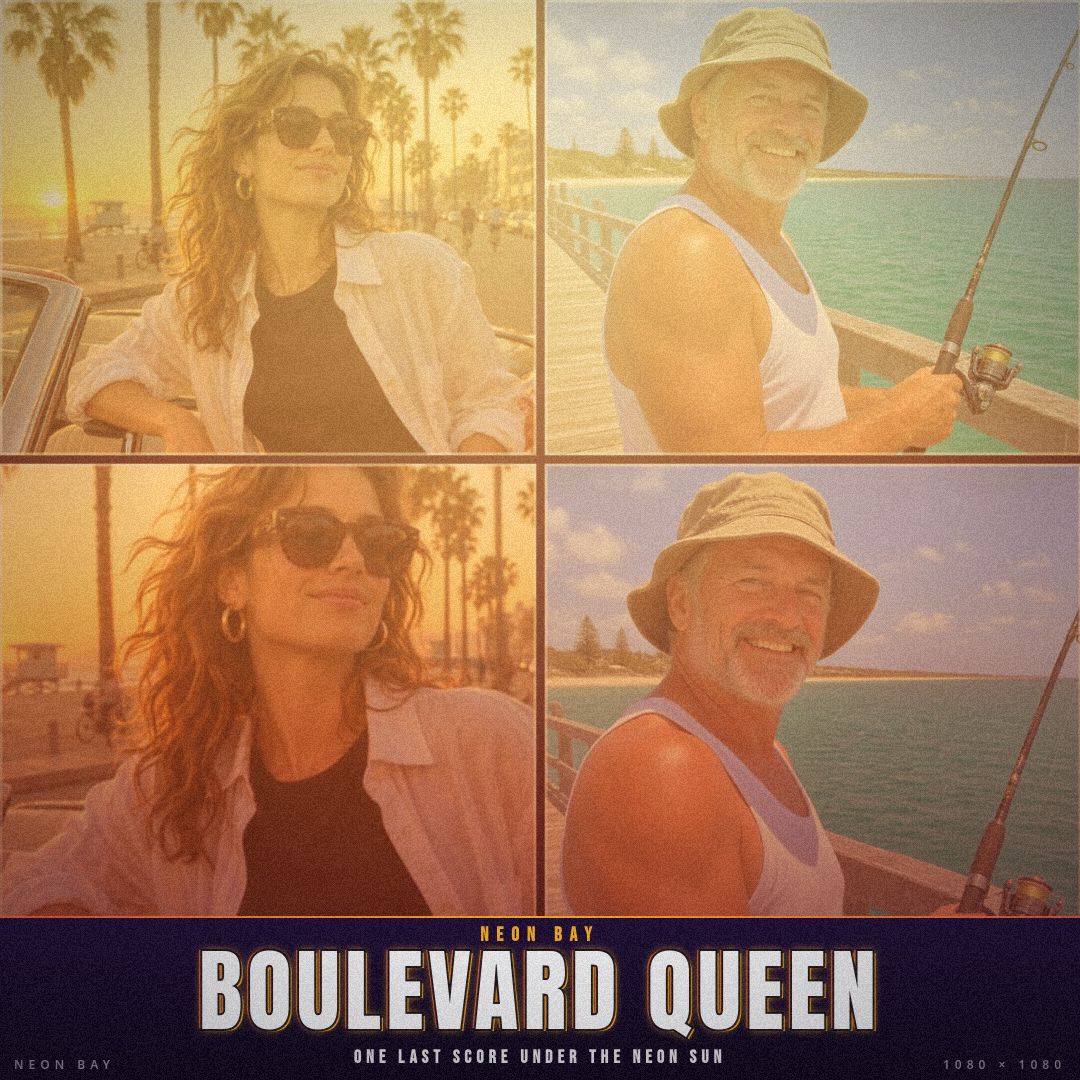 NEON BAY
BOULEVARD QUEEN
ONE LAST SCORE UNDER THE NEON SUN
NEON BAY
1080 × 1080